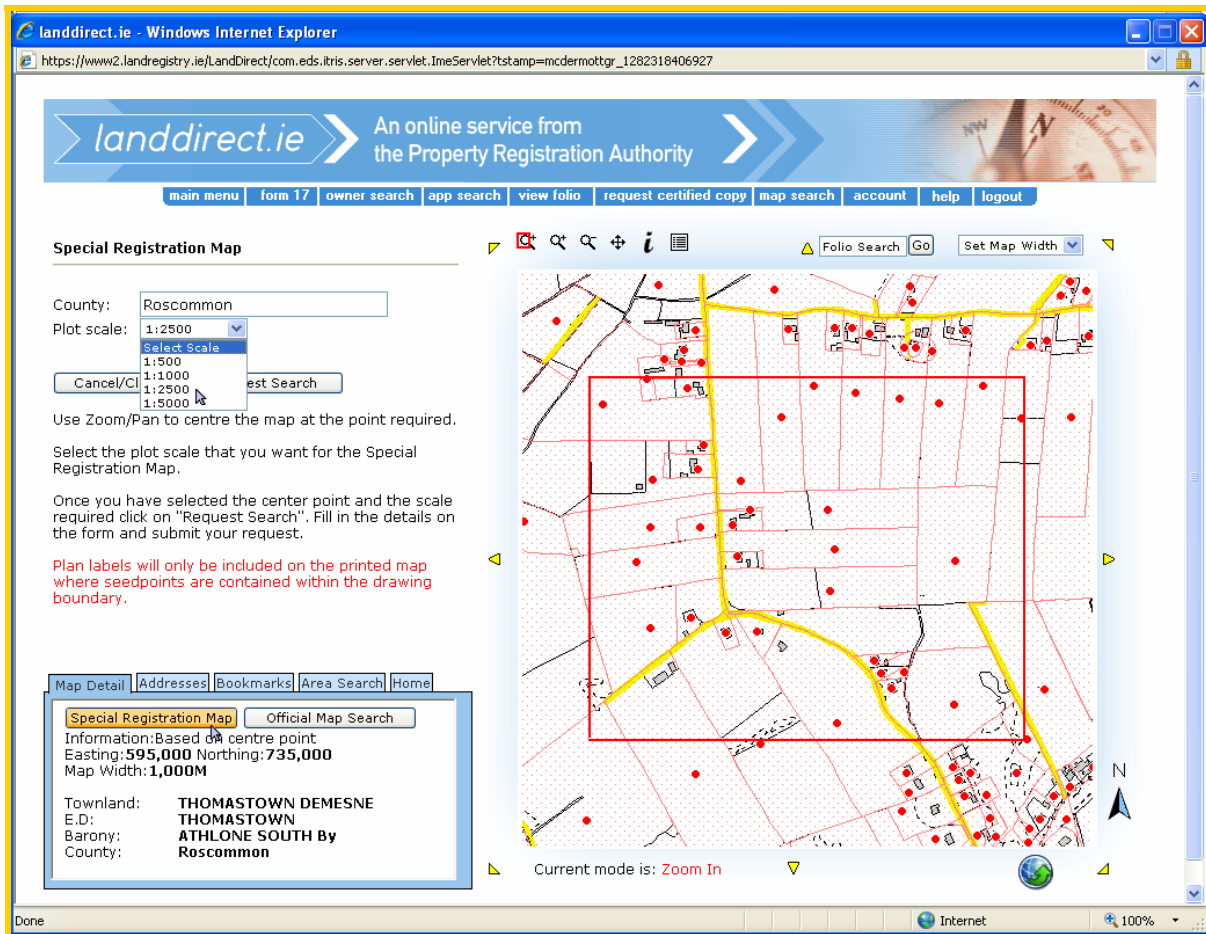 landdirect.ie - Windows Internet Explorer
https://www2.landregistry.ie/LandDirect/com.eds.itris.server.servlet.ImeServlet?tstamp=mcdermottgr_1282318406927
landdirect.ie
An online service from
the Property Registration Authority
NW N
main menu form 17 owner search app search view folio request certified copy map search account help logout
Special Registration Map
Folio Search Go Set Map Width
County: Roscommon
Plot scale: 1:2500
Select Scale
1:500
1:1000
1:2500
1:5000
Cancel/Cl est Search
Use Zoom/Pan to centre the map at the point required.
Select the plot scale that you want for the Special
Registration Map.
Once you have selected the center point and the scale
required click on "Request Search". Fill in the details on
the form and submit your request.
Plan labels will only be included on the printed map
where seedpoints are contained within the drawing
boundary.
Map Detail Addresses Bookmarks Area Search Home
Special Registration Map Official Map Search
Information:Based on centre point
Easting:595,000 Northing:735,000
Map Width:1,000M
Townland: THOMASTOWN DEMESNE
E.D: THOMASTOWN
Barony: ATHLONE SOUTH By
County: Roscommon
N
Current mode is: Zoom In
Done Internet 100%